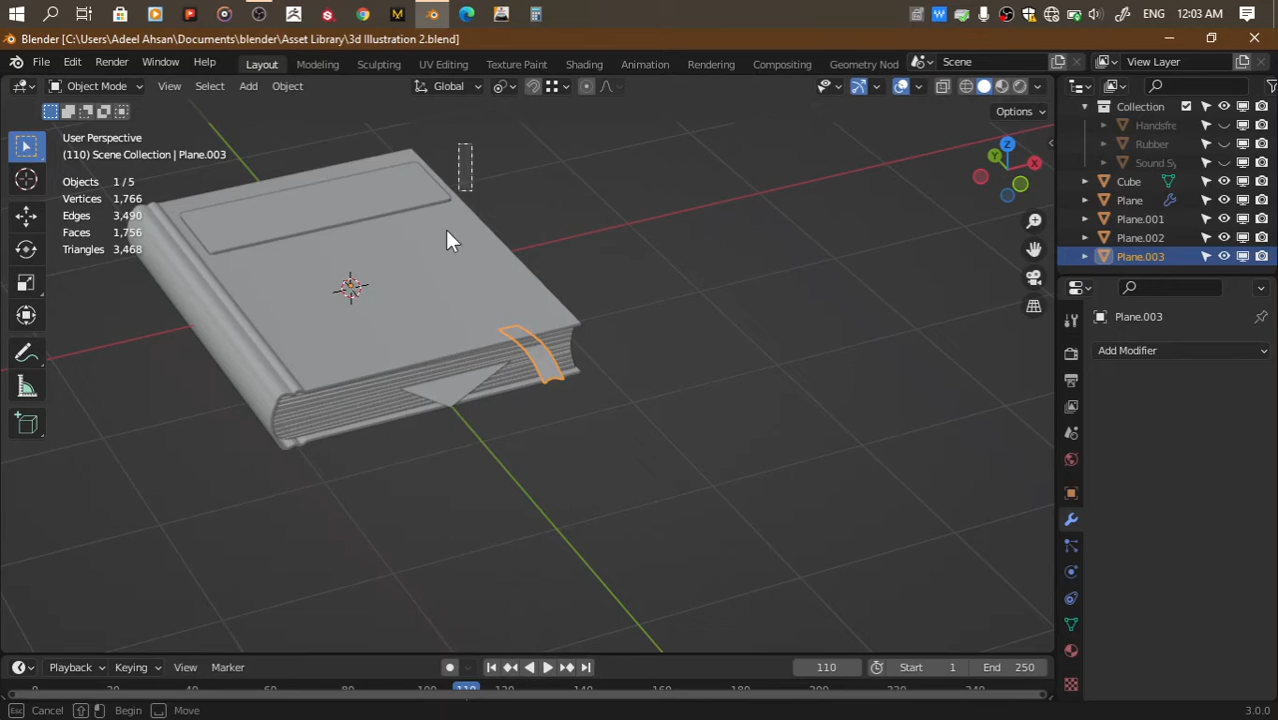 ENG 12:03 AM
Blender [C:\Users\Adeel Ahsan\Documents\blender\Asset Library\3d Illustration 2.blend]
File Edit Render Window Help Layout Modeling Sculpting UV Editing Texture Paint Shading Animation Rendering Compositing Geometry Nod Scene View Layer
Object Mode View Select Add Object Global
Options
User Perspective
(110) Scene Collection | Plane.003
Objects 1/5
Vertices 1,766
Edges 3,490
Faces 1,756
Triangles 3,468
Z
Y
X
Collection
Handsfre
Rubber
Sound Sy
Cube
Plane
Plane.001
Plane.002
Plane.003
Plane.003
Add Modifier
Playback Keying View Marker 110 Start 1 End 250
Cancel Begin Move 3.0.0